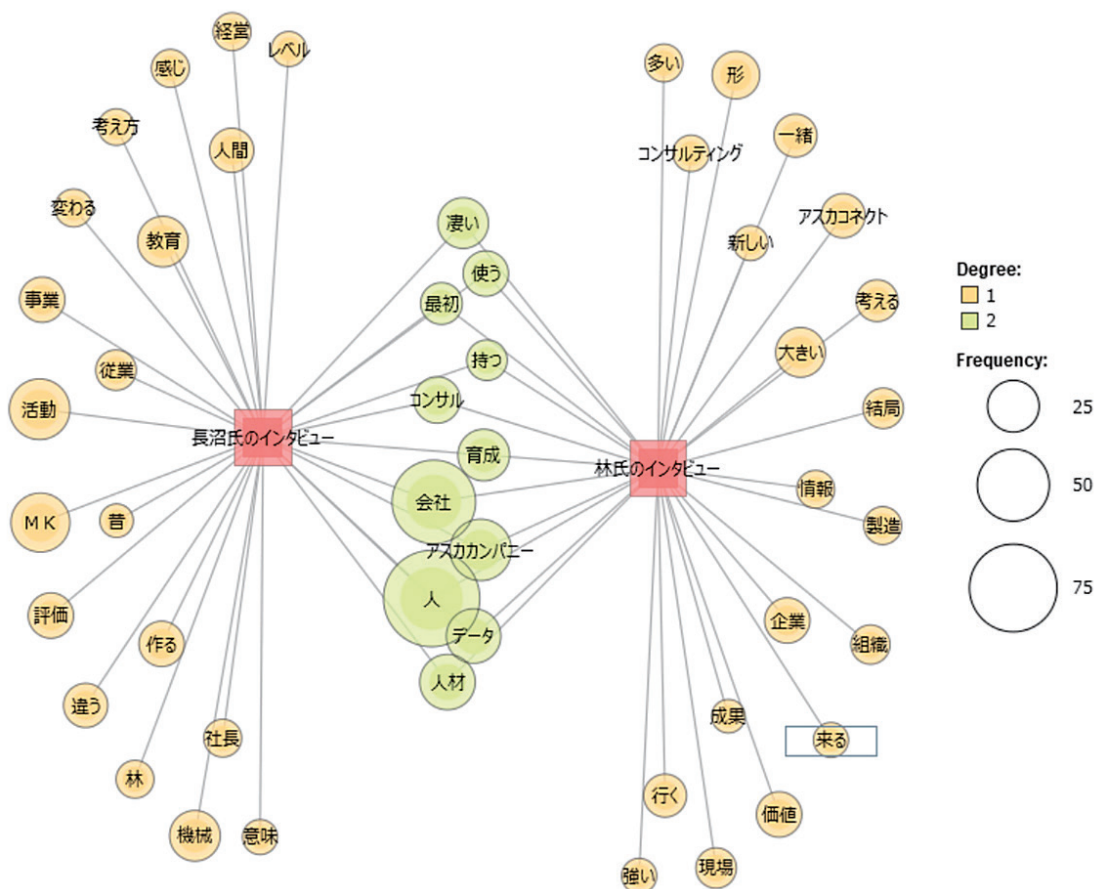 経営
レベル
感じ
考え方
人間
変わる
教育
事業
従業
活動
長沼氏のインタビュー
ＭＫ
昔
評価
作る
違う
社長
林
機械
意味
凄い
使う
最初
持つ
コンサル
育成
会社
アスカカンパニー
人
データ
人材
多い
形
コンサルティング
一緒
アスカコネクト
新しい
考える
大きい
結局
林氏のインタビュー
情報
製造
企業
組織
成果
来る
行く
価値
強い
現場
Degree:
1
2
Frequency:
25
50
75